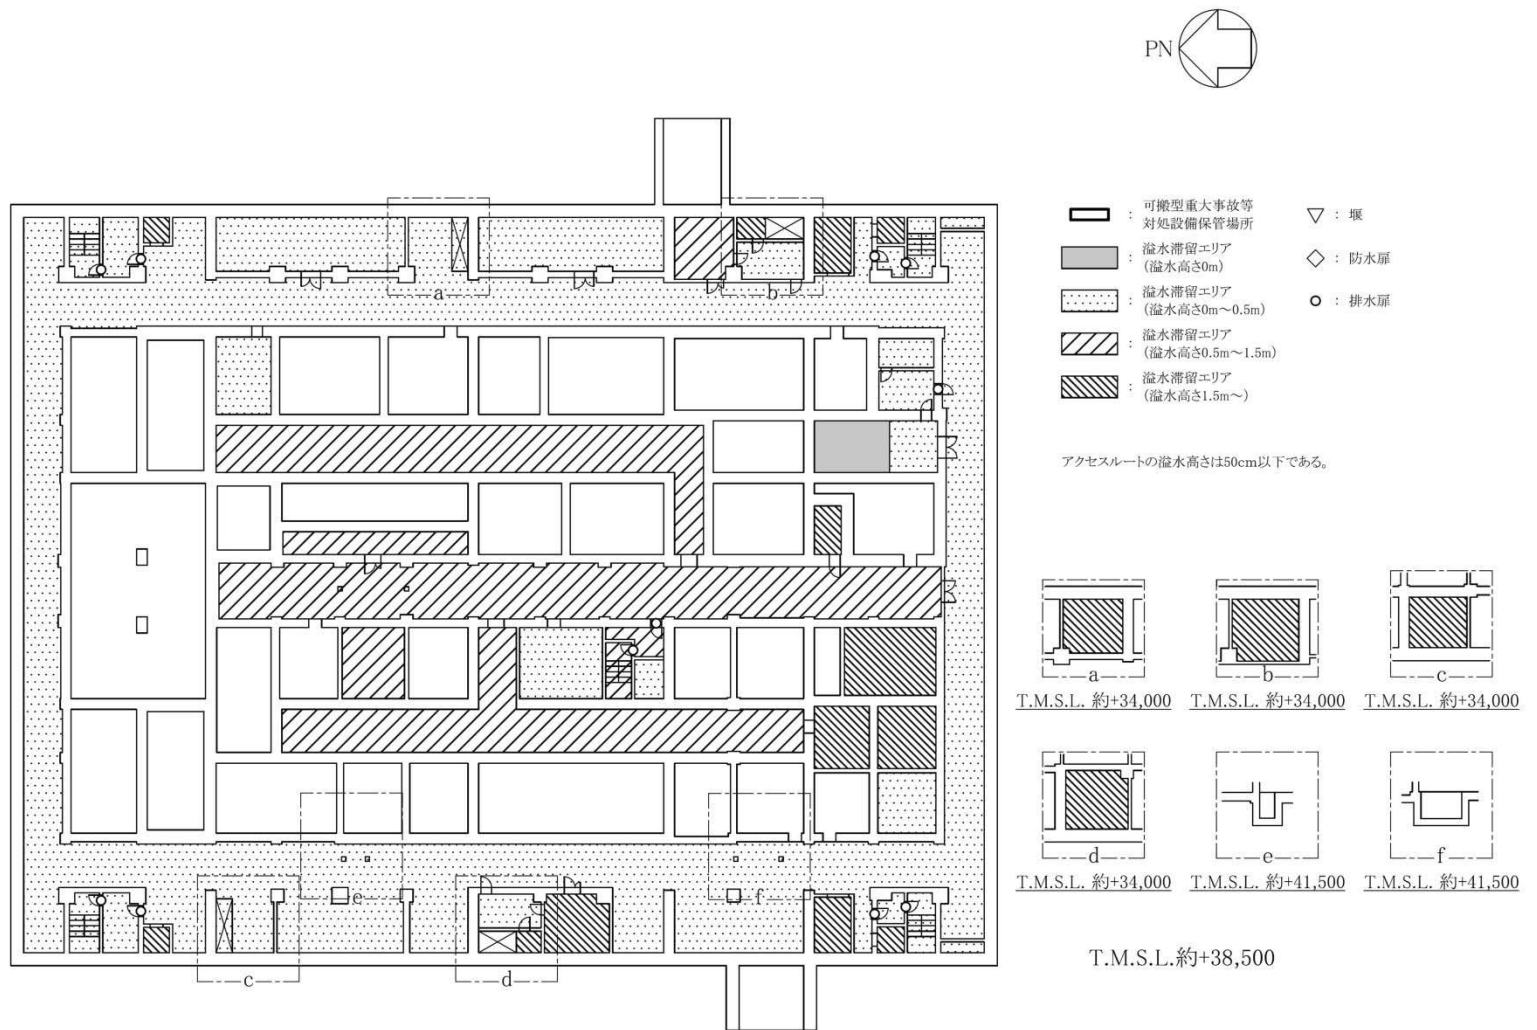 PN
： 可搬型重大事故等
対処設備保管場所
： 溢水滞留エリア
（溢水高さ0m）
： 溢水滞留エリア
（溢水高さ0m～0.5m）
： 溢水滞留エリア
（溢水高さ0.5m～1.5m）
： 溢水滞留エリア
（溢水高さ1.5m～）
： 堰
： 防水扉
： 排水扉
アクセスルートの溢水高さは50cm以下である。
a
b
e
f
c
d
a
T.M.S.L. 約+34,000
b
T.M.S.L. 約+34,000
c
T.M.S.L. 約+34,000
d
T.M.S.L. 約+34,000
e
T.M.S.L. 約+41,500
f
T.M.S.L. 約+41,500
T.M.S.L.約+38,500